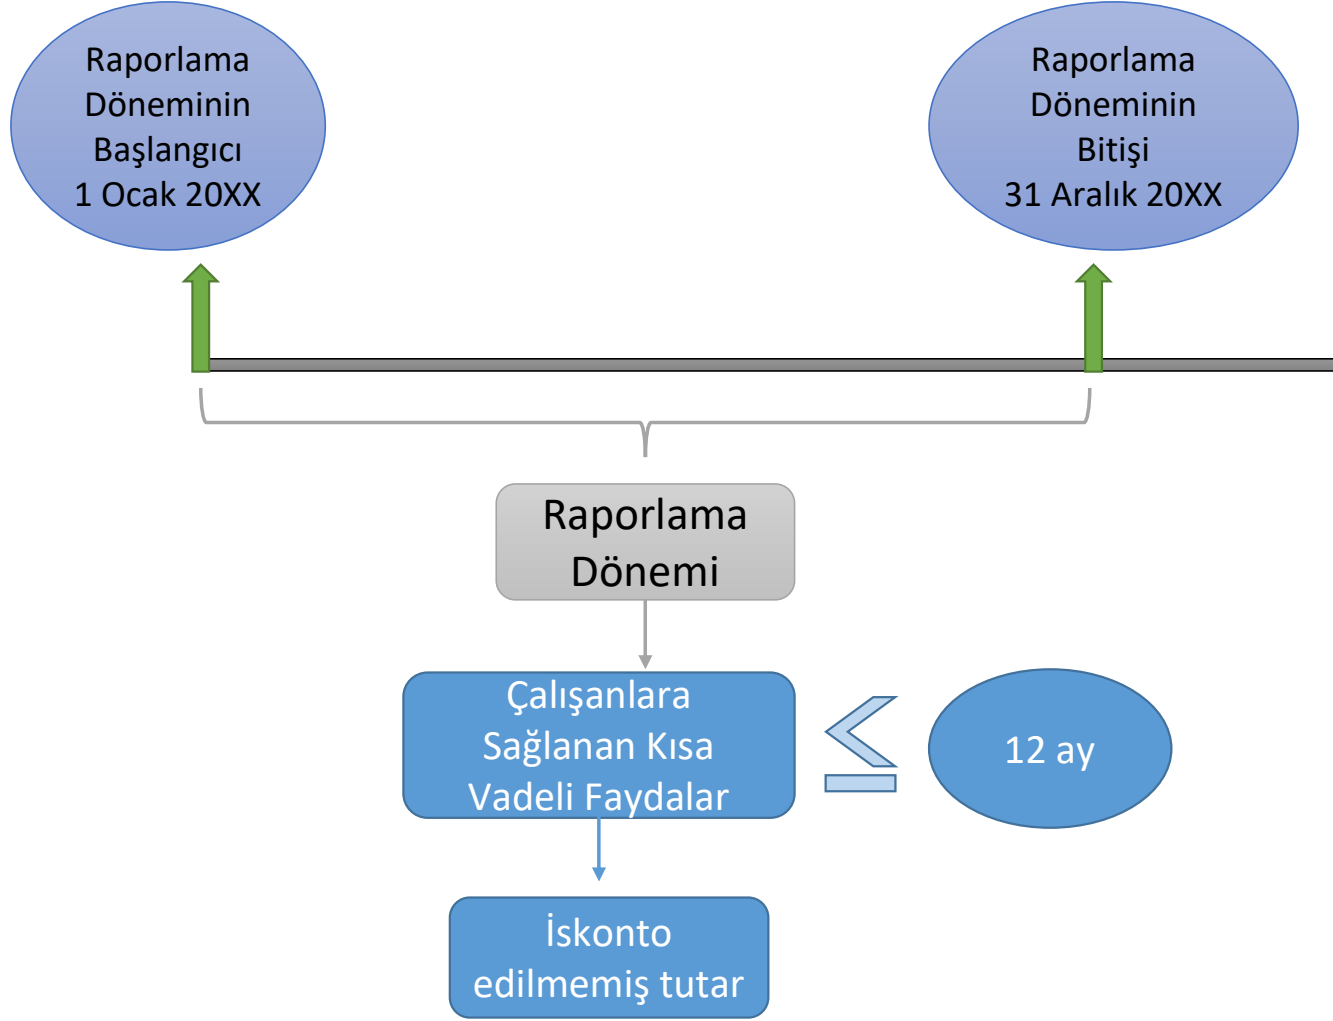 Raporlama
Döneminin
Başlangıcı
1 Ocak 20XX
Raporlama
Döneminin
Bitişi
31 Aralık 20XX
Raporlama
Dönemi
Çalışanlara
Sağlanan Kısa
Vadeli Faydalar
≤
12 ay
İskonto
edilmemiş tutar